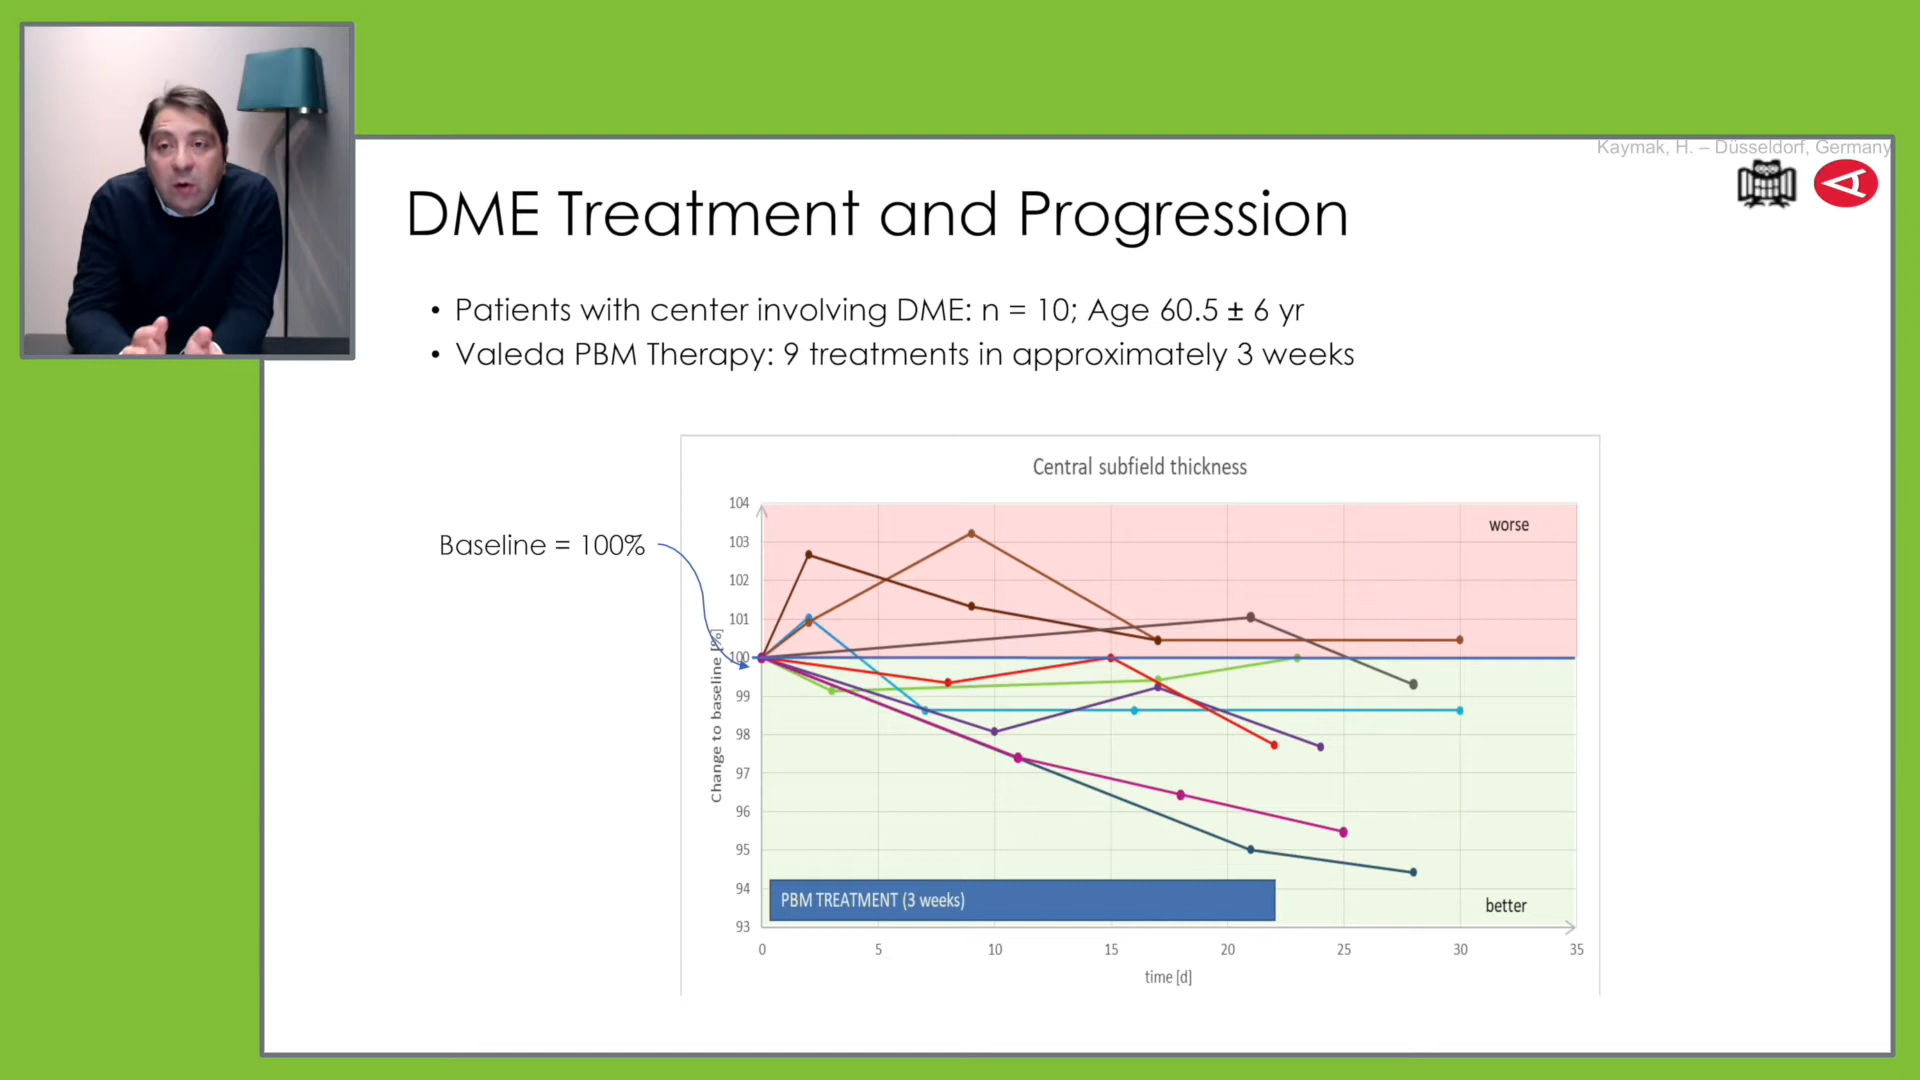 Kaymak, H. – Düsseldorf, Germany
DME Treatment and Progression
• Patients with center involving DME: n = 10; Age 60.5 ± 6 yr
• Valeda PBM Therapy: 9 treatments in approximately 3 weeks
Baseline = 100%
Central subfield thickness
Change to baseline [%]
104
103
102
101
100
99
98
97
96
95
94
93
worse
better
PBM TREATMENT (3 weeks)
0 5 10 15 20 25 30 35
time [d]